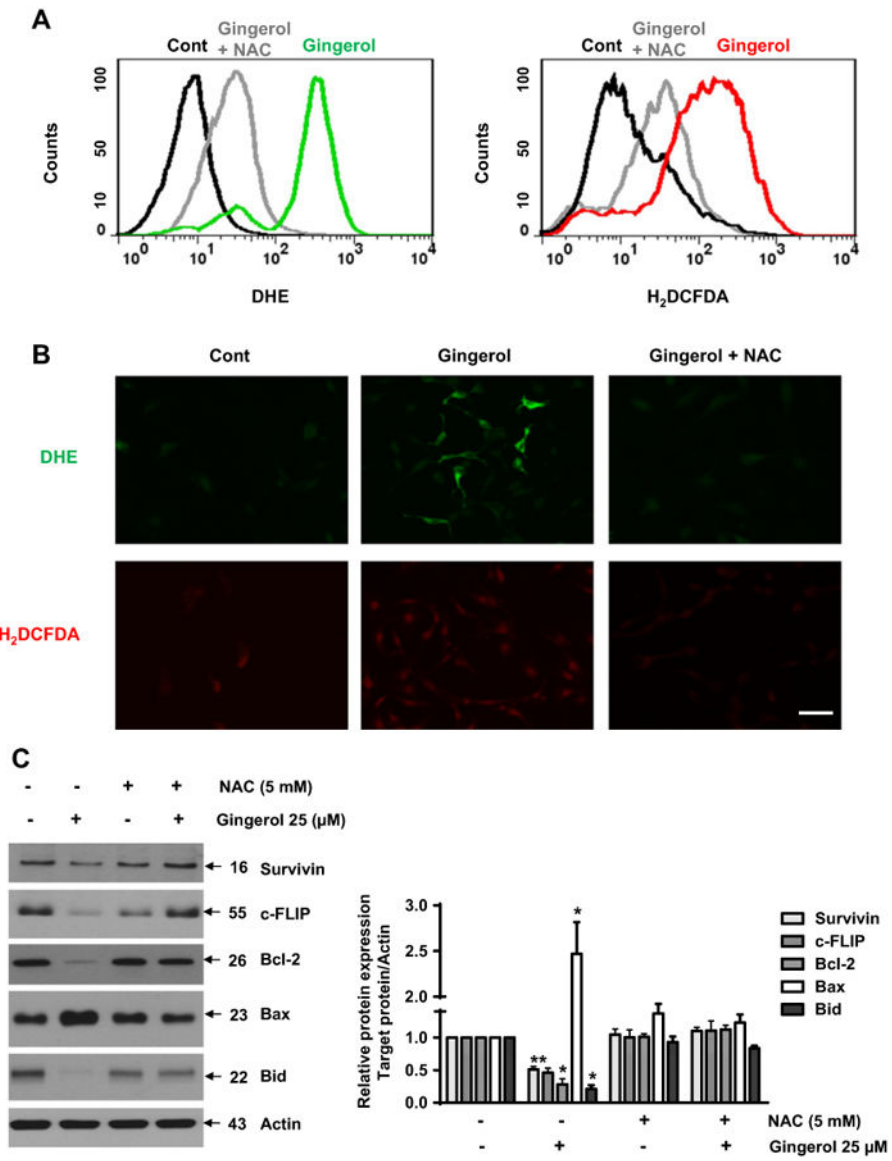 A
Cont
Gingerol
+ NAC
Gingerol
Counts
100
50
10
0
10⁰ 10¹ 10² 10³ 10⁴
DHE
Cont
Gingerol
+ NAC
Gingerol
Counts
100
50
10
0
10⁰ 10¹ 10² 10³ 10⁴
H₂DCFDA
B
Cont Gingerol Gingerol + NAC
DHE
H₂DCFDA
C
- - + + NAC (5 mM)
- + - + Gingerol 25 (µM)
16 Survivin
55 c-FLIP
26 Bcl-2
23 Bax
22 Bid
43 Actin
Relative protein expression
Target protein/Actin
3.0
2.5
2.0
1.0
0.5
0.0
** * * *
Survivin
c-FLIP
Bcl-2
Bax
Bid
- - + + NAC (5 mM)
- + - + Gingerol 25 µM